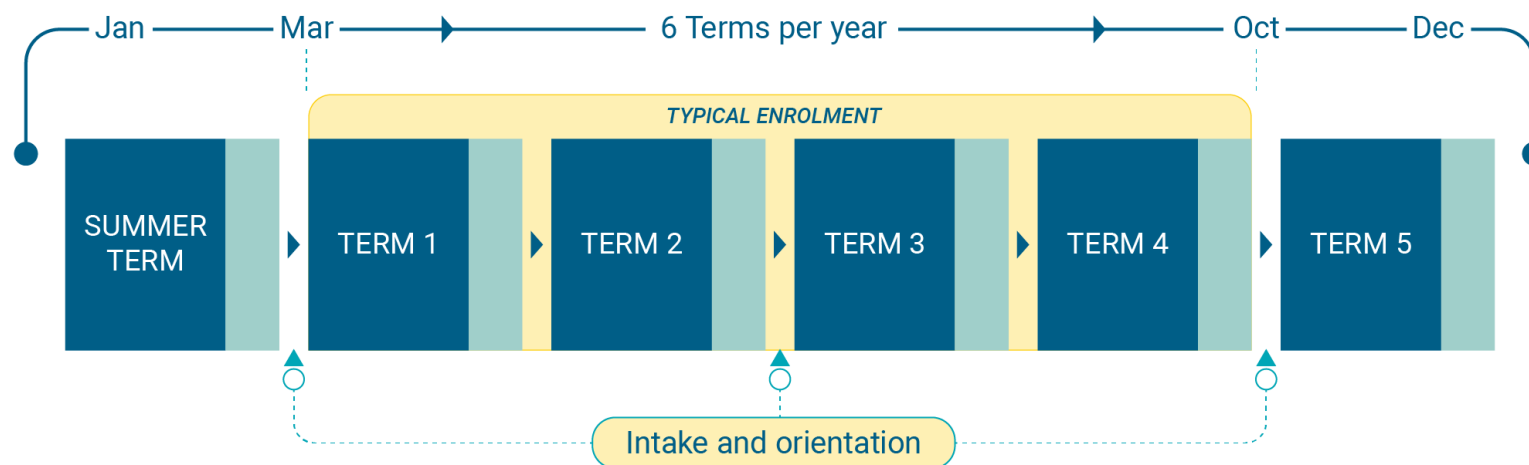 Jan Mar 6 Terms per year Oct Dec
TYPICAL ENROLMENT
SUMMER
TERM
TERM 1
TERM 2
TERM 3
TERM 4
TERM 5
Intake and orientation